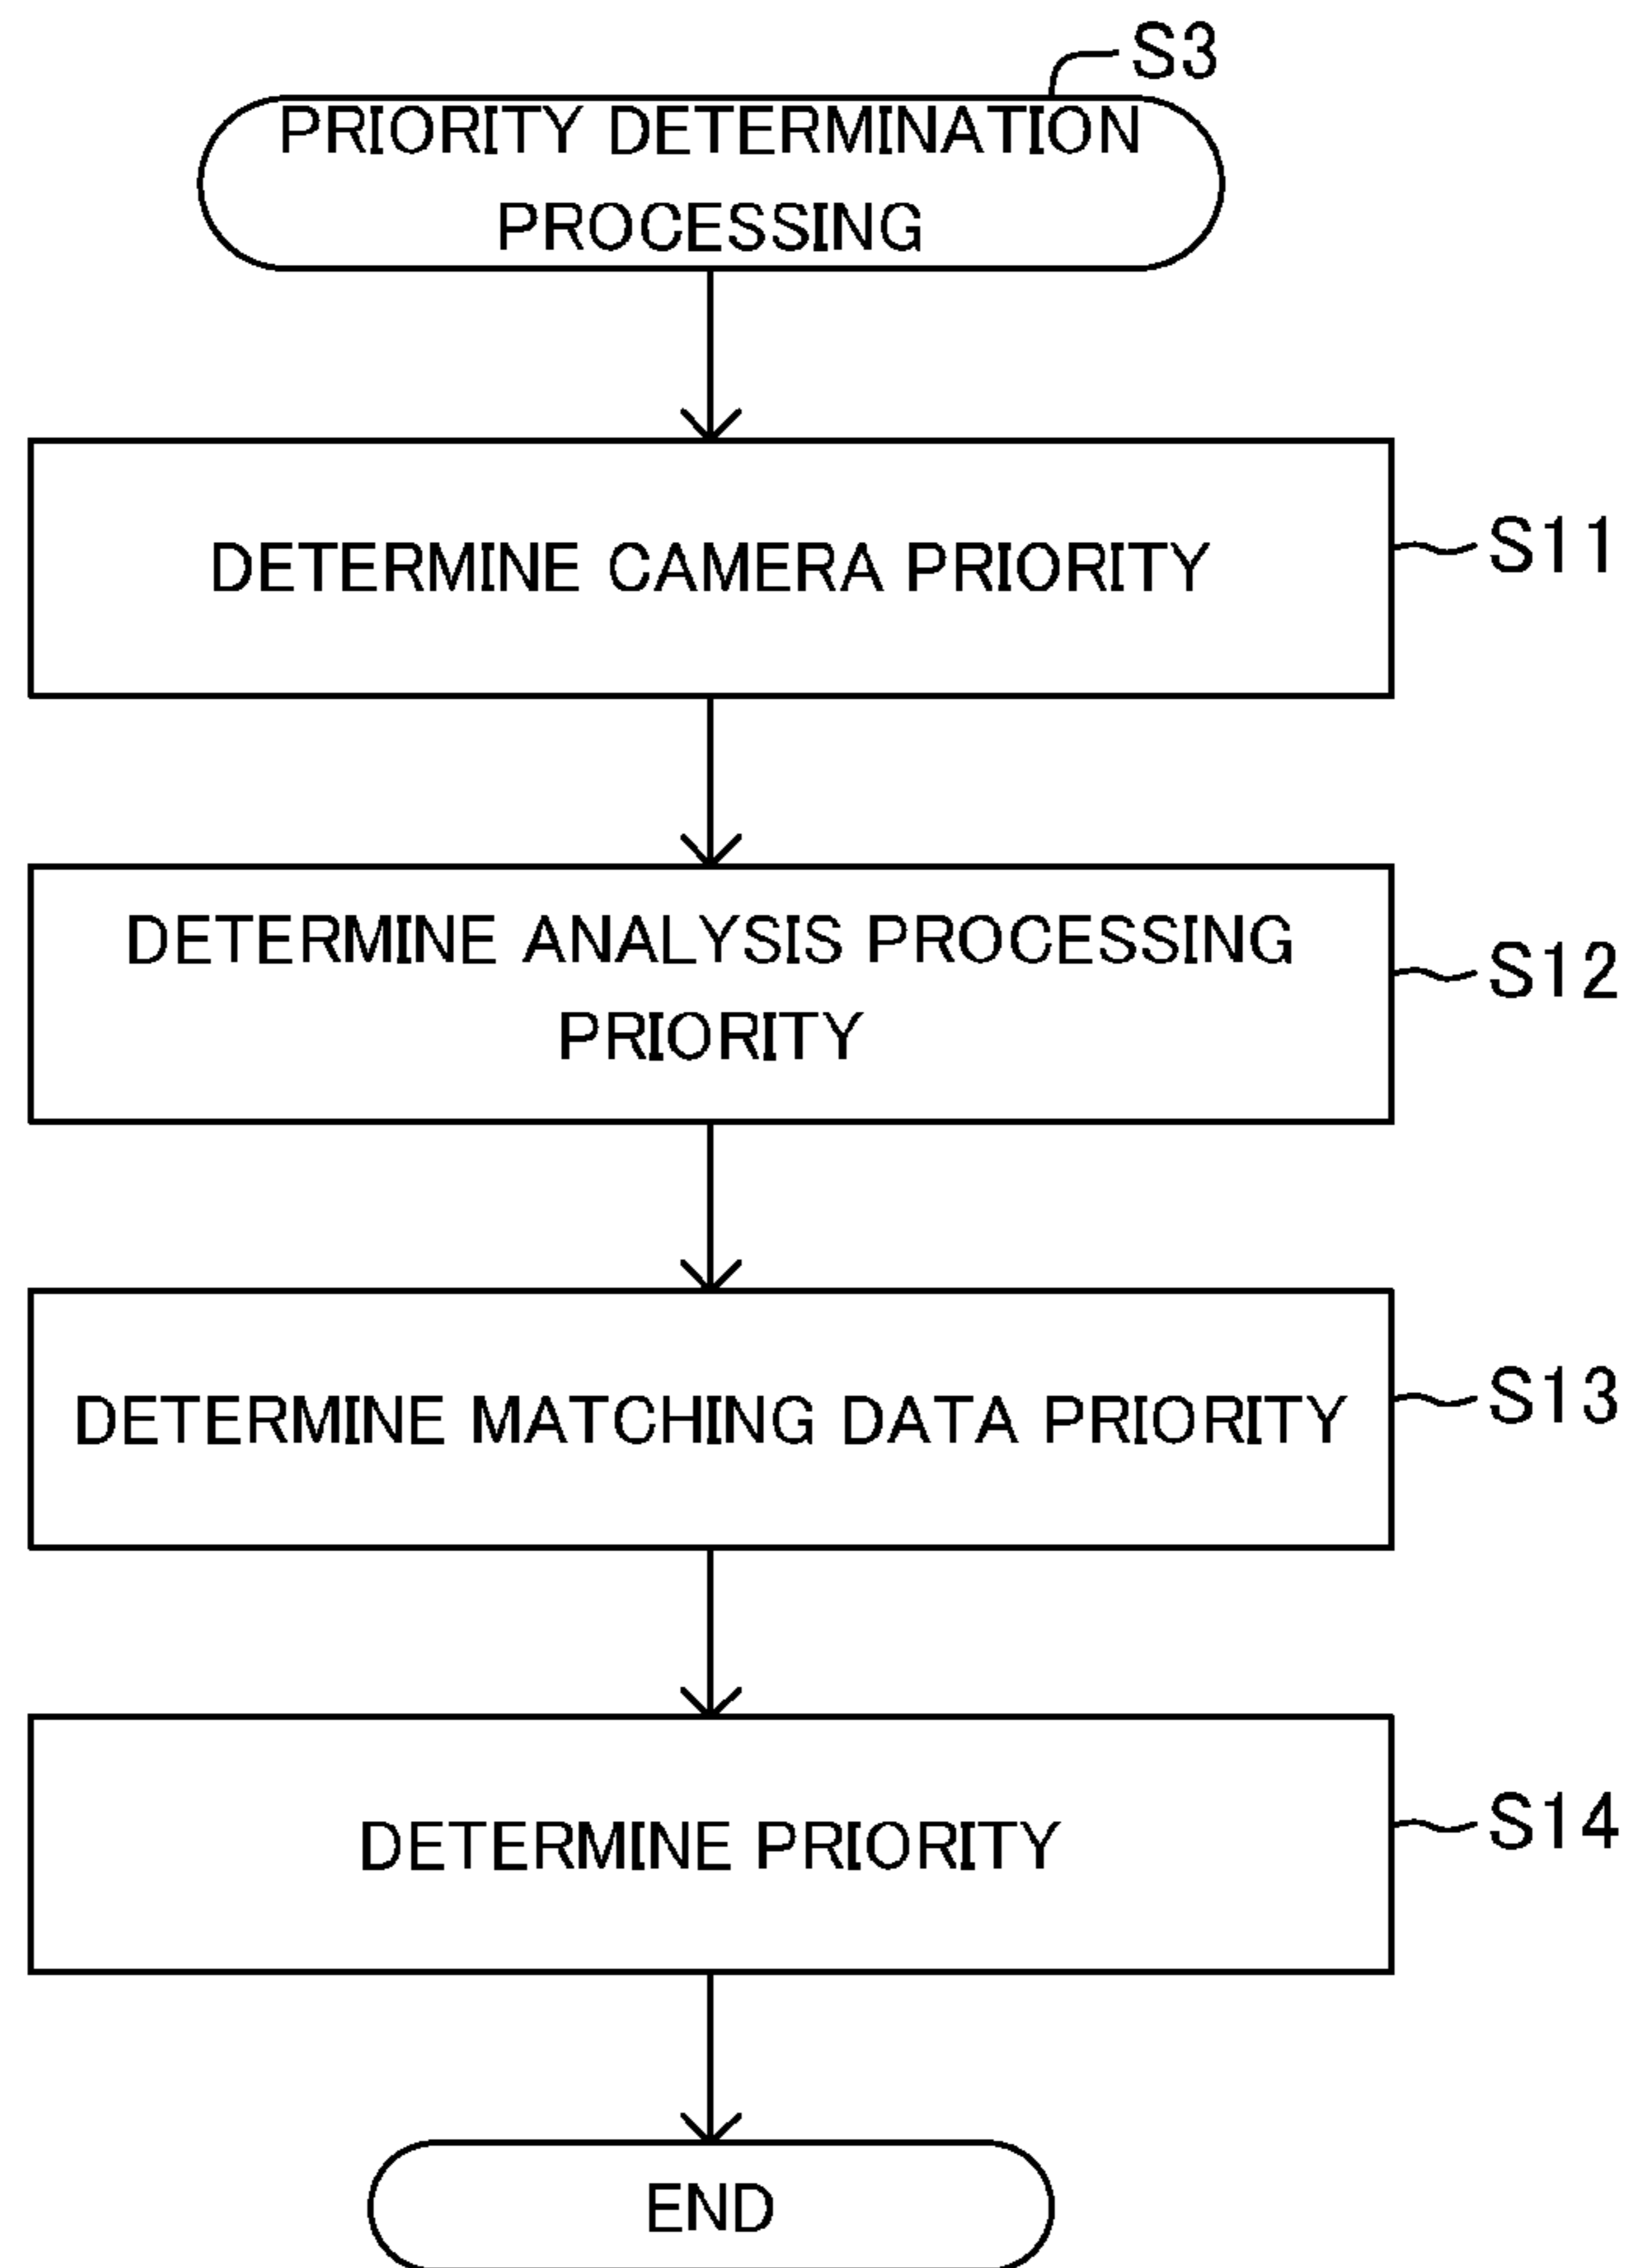 S3
PRIORITY DETERMINATION
PROCESSING
DETERMINE CAMERA PRIORITY
S11
DETERMINE ANALYSIS PROCESSING
PRIORITY
S12
DETERMINE MATCHING DATA PRIORITY
S13
DETERMINE PRIORITY
S14
END